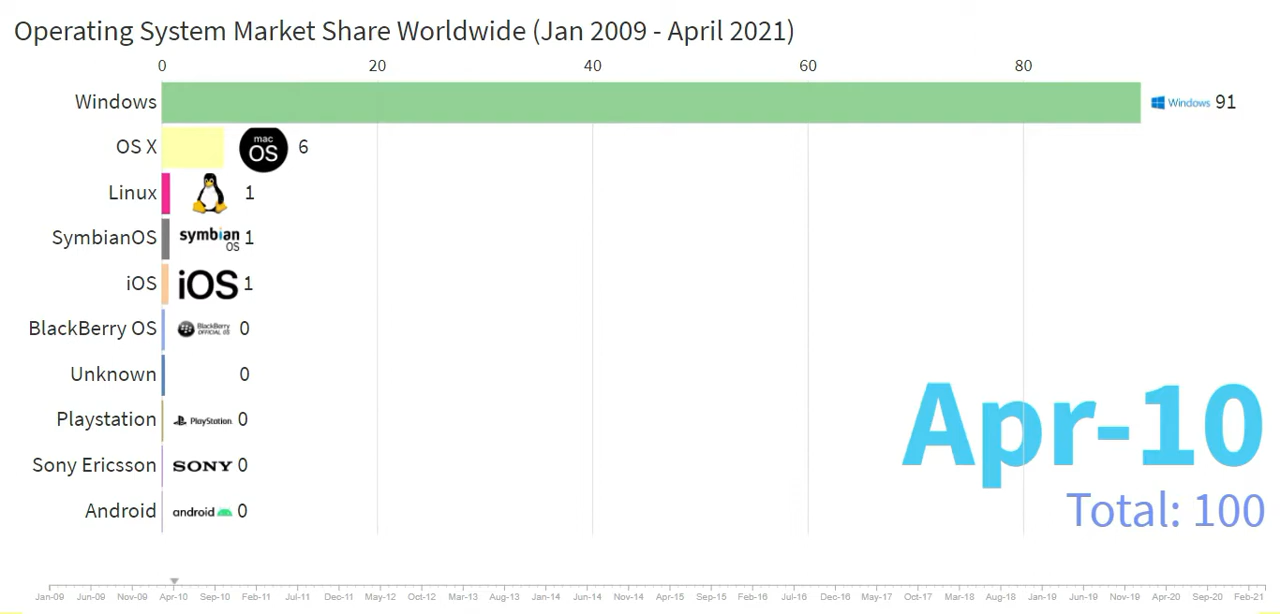 Operating System Market Share Worldwide (Jan 2009 - April 2021)
0 20 40 60 80
Windows Windows 91
OS X mac OS 6
Linux 1
SymbianOS symbian OS 1
iOS iOS 1
BlackBerry OS BlackBerry OFFICIAL OS 0
Unknown 0
Playstation PlayStation 0
Sony Ericsson SONY 0
Android android 0
Apr-10
Total: 100
Jan-09 Jun-09 Nov-09 Apr-10 Sep-10 Feb-11 Jul-11 Dec-11 May-12 Oct-12 Mar-13 Aug-13 Jan-14 Jun-14 Nov-14 Apr-15 Sep-15 Feb-16 Jul-16 Dec-16 May-17 Oct-17 Mar-18 Aug-18 Jan-19 Jun-19 Nov-19 Apr-20 Sep-20 Feb-21